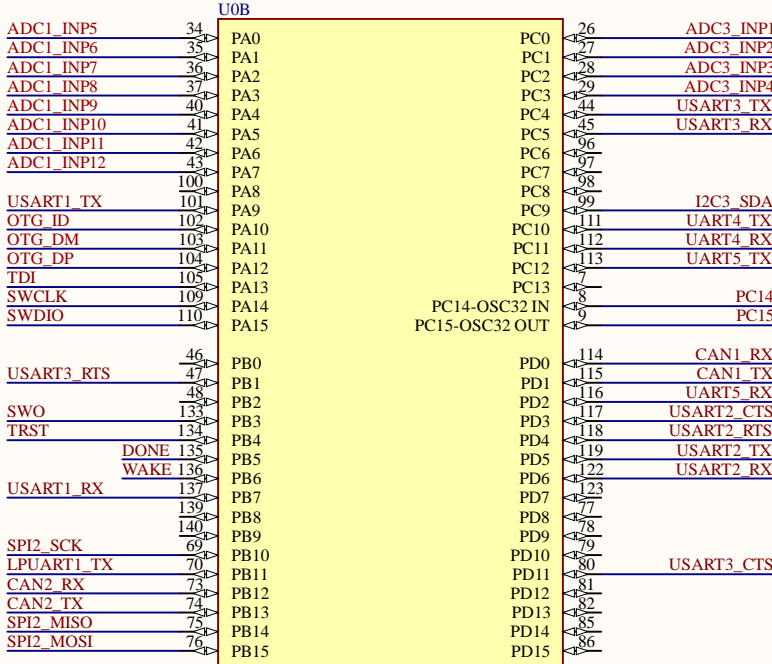 U0B
ADC1_INP5 34 PA0 PC0 26 ADC3_INP1
ADC1_INP6 35 PA1 PC1 27 ADC3_INP2
ADC1_INP7 36 PA2 PC2 28 ADC3_INP3
ADC1_INP8 37 PA3 PC3 29 ADC3_INP4
ADC1_INP9 40 PA4 PC4 44 USART3_TX
ADC1_INP10 41 PA5 PC5 45 USART3_RX
ADC1_INP11 42 PA6 PC6 96
ADC1_INP12 43 PA7 PC7 97
100 PA8 PC8 98
USART1_TX 101 PA9 PC9 99 I2C3_SDA
OTG_ID 102 PA10 PC10 111 UART4_TX
OTG_DM 103 PA11 PC11 112 UART4_RX
OTG_DP 104 PA12 PC12 113 UART5_TX
TDI 105 PA13 PC13 7
SWCLK 109 PA14 PC14-OSC32 IN 8 PC14
SWDIO 110 PA15 PC15-OSC32 OUT 9 PC15
46 PB0 PD0 114 CAN1_RX
USART3_RTS 47 PB1 PD1 115 CAN1_TX
48 PB2 PD2 116 UART5_RX
SWO 133 PB3 PD3 117 USART2_CTS
TRST 134 PB4 PD4 118 USART2_RTS
DONE 135 PB5 PD5 119 USART2_TX
WAKE 136 PB6 PD6 122 USART2_RX
USART1_RX 137 PB7 PD7 123
139 PB8 PD8 77
140 PB9 PD9 78
SPI2_SCK 69 PB10 PD10 79
LPUART1_TX 70 PB11 PD11 80 USART3_CTS
CAN2_RX 73 PB12 PD12 81
CAN2_TX 74 PB13 PD13 82
SPI2_MISO 75 PB14 PD14 85
SPI2_MOSI 76 PB15 PD15 86